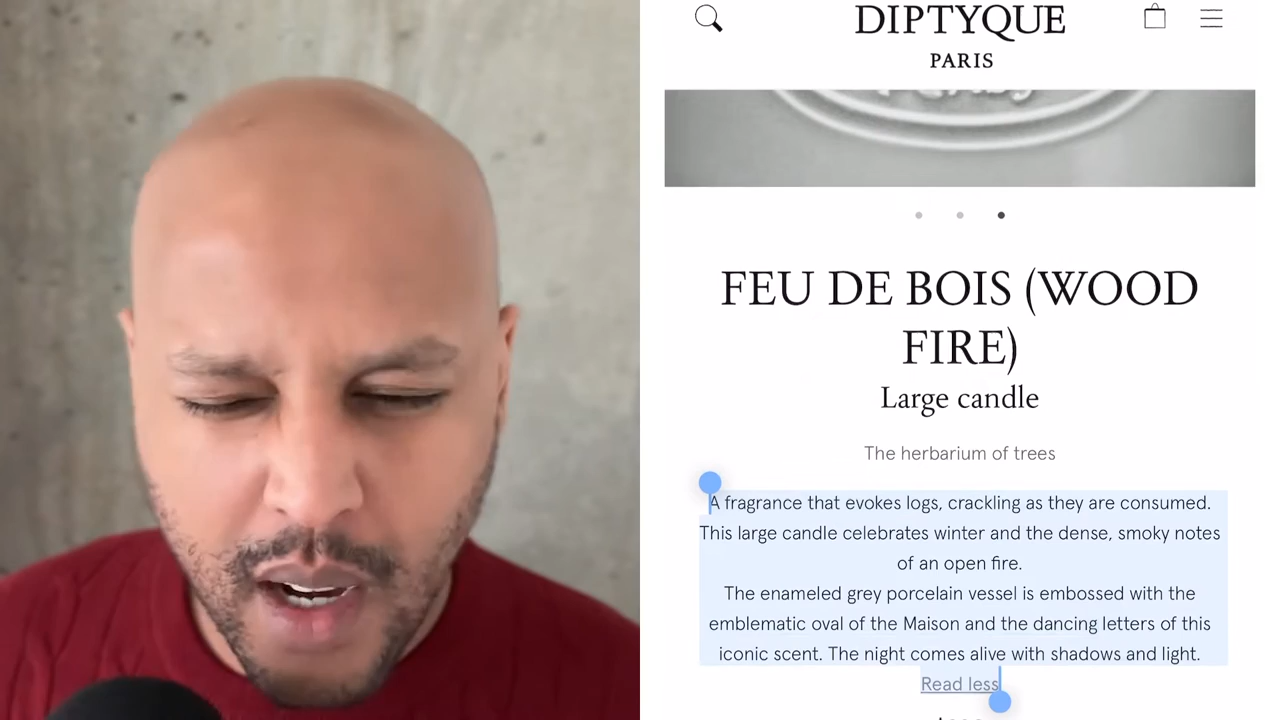 DIPTYQUE
PARIS
FEU DE BOIS (WOOD
FIRE)
Large candle
The herbarium of trees
A fragrance that evokes logs, crackling as they are consumed.
This large candle celebrates winter and the dense, smoky notes
of an open fire.
The enameled grey porcelain vessel is embossed with the
emblematic oval of the Maison and the dancing letters of this
iconic scent. The night comes alive with shadows and light.
Read less